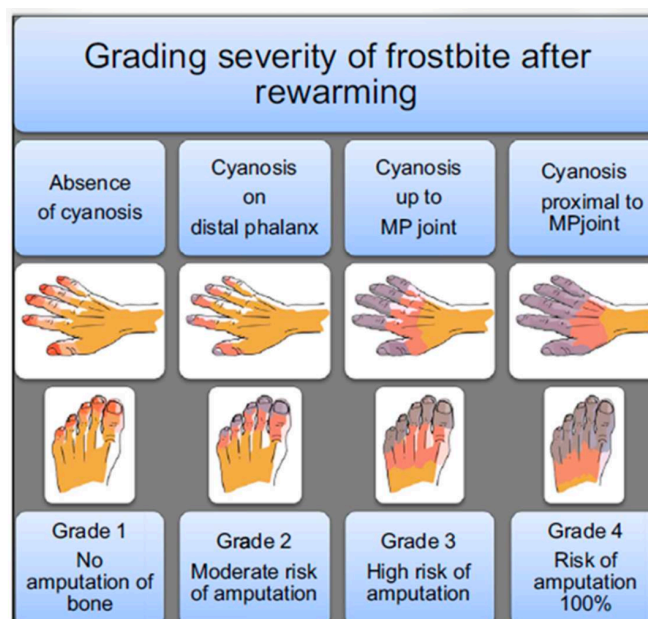 Grading severity of frostbite after
rewarming
Absence
of cyanosis
Cyanosis
on
distal phalanx
Cyanosis
up to
MP joint
Cyanosis
proximal to
MPjoint
Grade 1
No
amputation of
bone
Grade 2
Moderate risk
of amputation
Grade 3
High risk of
amputation
Grade 4
Risk of
amputation
100%